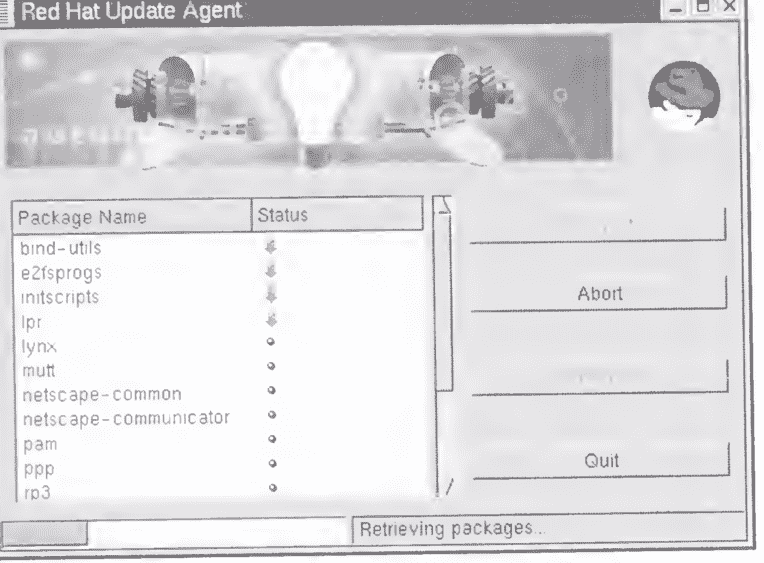 Red Hat Update Agent
Package Name Status
bind-utils
e2fsprogs
initscripts
lpr
lynx
mutt
netscape-common
netscape-communicator
pam
ppp
rp3
Abort
Quit
Retrieving packages...